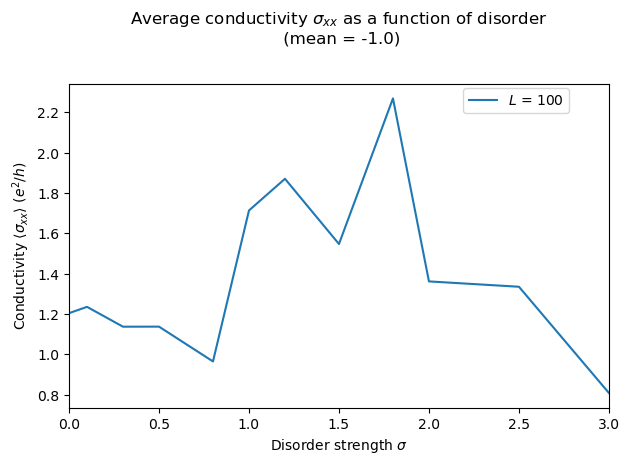 Average conductivity σxx as a function of disorder
(mean = -1.0)
L = 100
Conductivity ⟨σxx⟩ (e²/h)
2.2
2.0
1.8
1.6
1.4
1.2
1.0
0.8
0.0 0.5 1.0 1.5 2.0 2.5 3.0
Disorder strength σ